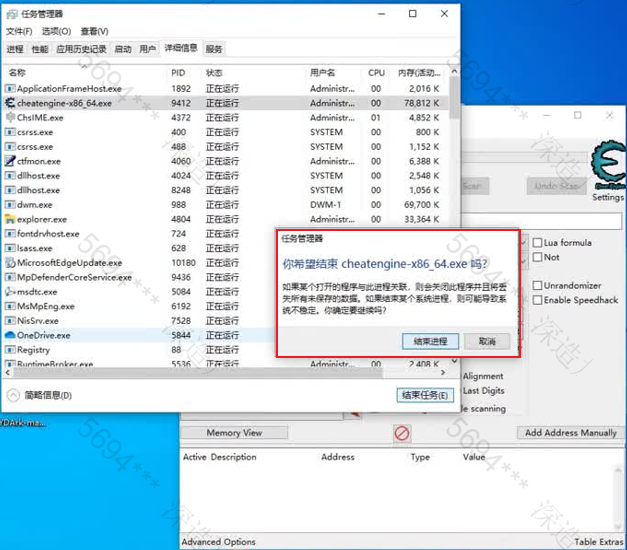 任务管理器
文件(F) 选项(O) 查看(V)
进程 性能 应用历史记录 启动 用户 详细信息 服务
名称 PID 状态 用户名 CPU 内存(活动...
ApplicationFrameHost.exe 1892 正在运行 Administr... 00 2,016 K
cheatengine-x86_64.exe 9412 正在运行 Administr... 00 78,812 K
ChsIME.exe 4372 正在运行 Administr... 01 4,852 K
csrss.exe 400 正在运行 SYSTEM 00 800 K
csrss.exe 488 正在运行 SYSTEM 00 1,152 K
ctfmon.exe 4060 正在运行 Administr... 00 6,388 K
dllhost.exe 4024 正在运行 SYSTEM 00 2,548 K
dllhost.exe 8248 正在运行 SYSTEM 00 1,056 K
dwm.exe 988 正在运行 DWM-1 00 69,700 K
explorer.exe 4804 正在运行 Administr... 00 33,364 K
fontdrvhost.exe 724 正在运行
lsass.exe 628 正在运行
MicrosoftEdgeUpdate.exe 10180 正在运行
MpDefenderCoreService.exe 9436 正在运行
msdtc.exe 5084 正在运行
MsMpEng.exe 6192 正在运行
NisSrv.exe 7528 正在运行
OneDrive.exe 5844 正在运行
Registry 88 正在运行
RuntimeBroker.exe 5536 正在运行 Administr... 00 2,408 K
简略信息(D) 结束任务(E)
任务管理器
你希望结束 cheatengine-x86_64.exe 吗?
如果某个打开的程序与此进程关联，则会关闭此程序并且将丢
失所有未保存的数据。如果结束某个系统进程，则可能导致系
统不稳定。你确定要继续吗?
结束进程 取消
Scan Undo Scan
Settings
Lua formula
Not
Unrandomizer
Enable Speedhack
Alignment
Last Digits
scanning
YDArk-ma...
Memory View Add Address Manually
Active Description Address Type Value
Advanced Options Table Extras
5694***
深造